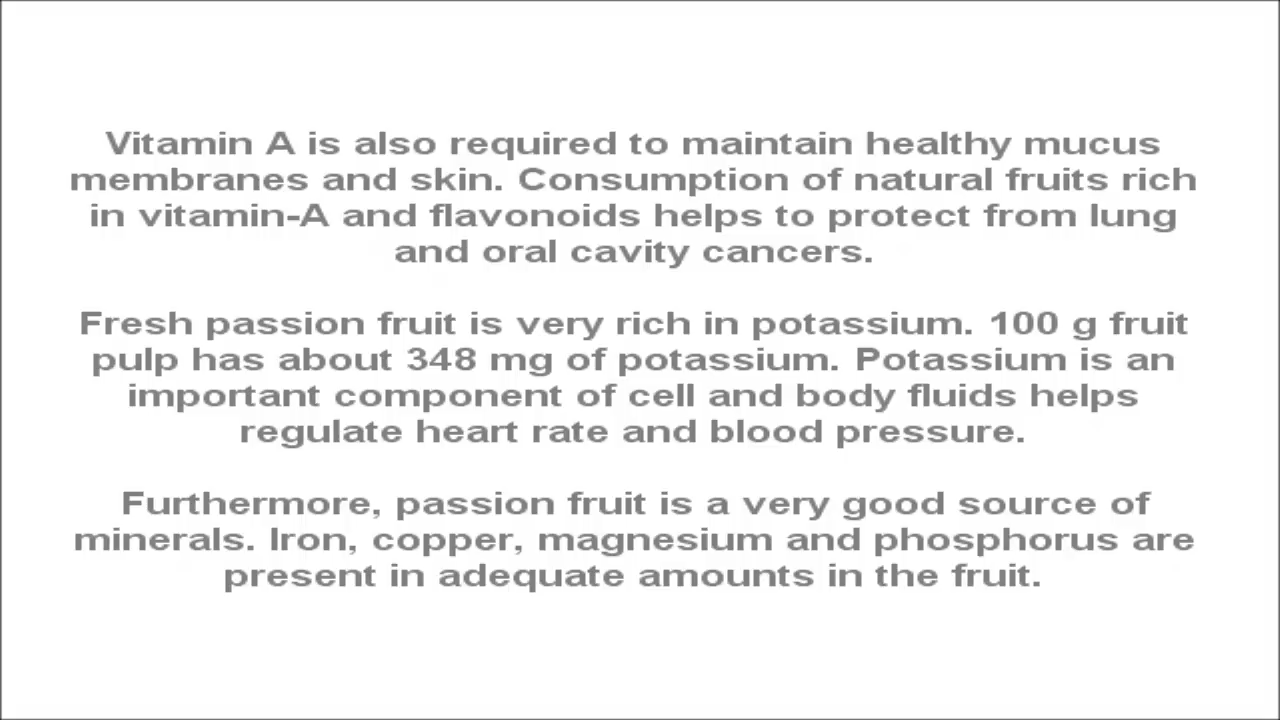 Vitamin A is also required to maintain healthy mucus
membranes and skin. Consumption of natural fruits rich
in vitamin-A and flavonoids helps to protect from lung
and oral cavity cancers.
Fresh passion fruit is very rich in potassium. 100 g fruit
pulp has about 348 mg of potassium. Potassium is an
important component of cell and body fluids helps
regulate heart rate and blood pressure.
Furthermore, passion fruit is a very good source of
minerals. Iron, copper, magnesium and phosphorus are
present in adequate amounts in the fruit.